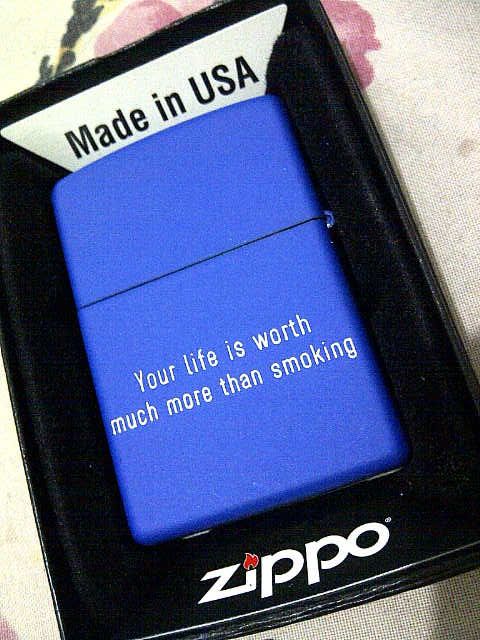 Made in USA
Your life is worth
much more than smoking
zippo®